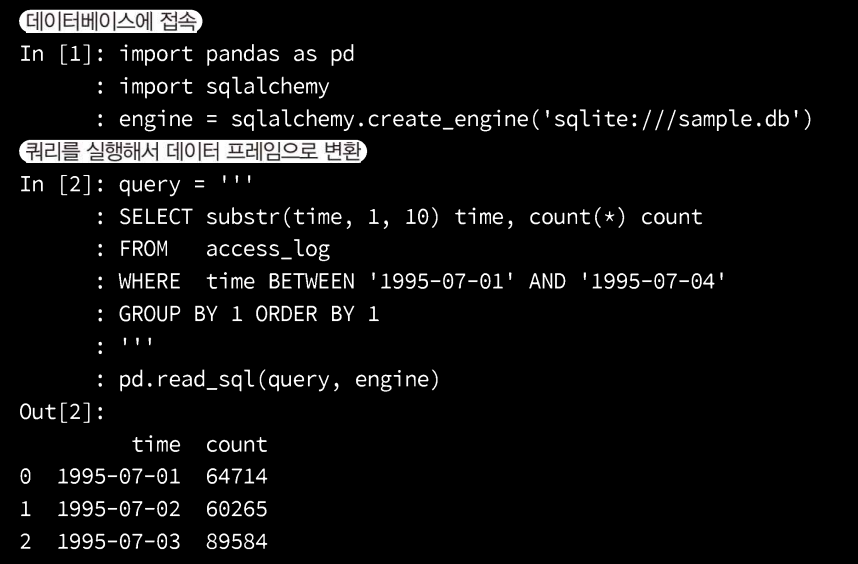 데이터베이스에 접속
In [1]: import pandas as pd
      : import sqlalchemy
      : engine = sqlalchemy.create_engine('sqlite:///sample.db')
쿼리를 실행해서 데이터 프레임으로 변환
In [2]: query = '''
      : SELECT substr(time, 1, 10) time, count(*) count
      : FROM   access_log
      : WHERE  time BETWEEN '1995-07-01' AND '1995-07-04'
      : GROUP BY 1 ORDER BY 1
      : '''
      : pd.read_sql(query, engine)
Out[2]:
         time  count
0  1995-07-01  64714
1  1995-07-02  60265
2  1995-07-03  89584